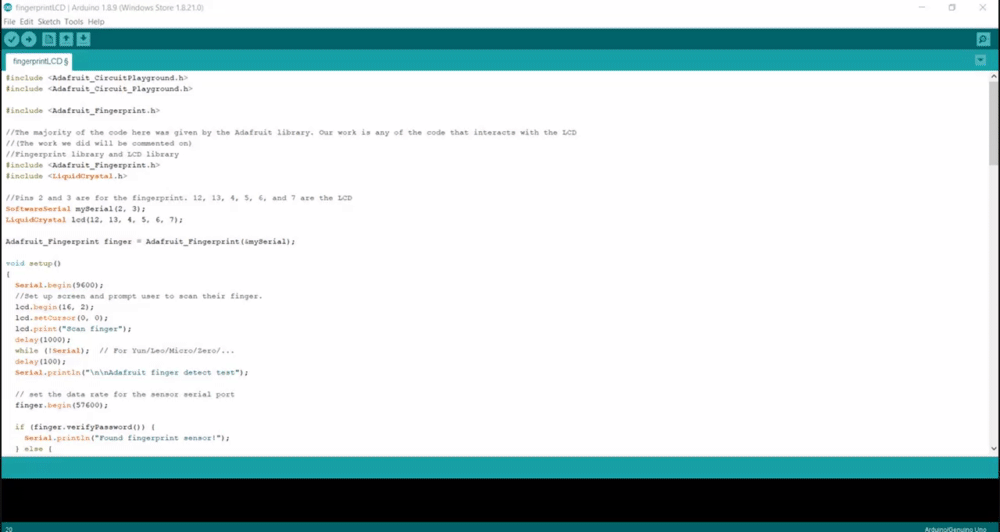 fingerprintLCD | Arduino 1.8.9 (Windows Store 1.8.21.0)
File Edit Sketch Tools Help
fingerprintLCD §
#include <Adafruit_CircuitPlayground.h>
#include <Adafruit_Circuit_Playground.h>
#include <Adafruit_Fingerprint.h>
//The majority of the code here was given by the Adafruit library. Our work is any of the code that interacts with the LCD
//(The work we did will be commented on)
//Fingerprint library and LCD library
#include <Adafruit_Fingerprint.h>
#include <LiquidCrystal.h>
//Pins 2 and 3 are for the fingerprint. 12, 13, 4, 5, 6, and 7 are the LCD
SoftwareSerial mySerial(2, 3);
LiquidCrystal lcd(12, 13, 4, 5, 6, 7);
Adafruit_Fingerprint finger = Adafruit_Fingerprint(&mySerial);
void setup()
{
Serial.begin(9600);
//Set up screen and prompt user to scan their finger.
lcd.begin(16, 2);
lcd.setCursor(0, 0);
lcd.print("Scan finger");
delay(1000);
while (!Serial);  // For Yun/Leo/Micro/Zero/...
delay(100);
Serial.println("\n\nAdafruit finger detect test");
// set the data rate for the sensor serial port
finger.begin(57600);
if (finger.verifyPassword()) {
Serial.println("Found fingerprint sensor!");
} else {
20
Arduino/Genuino Uno